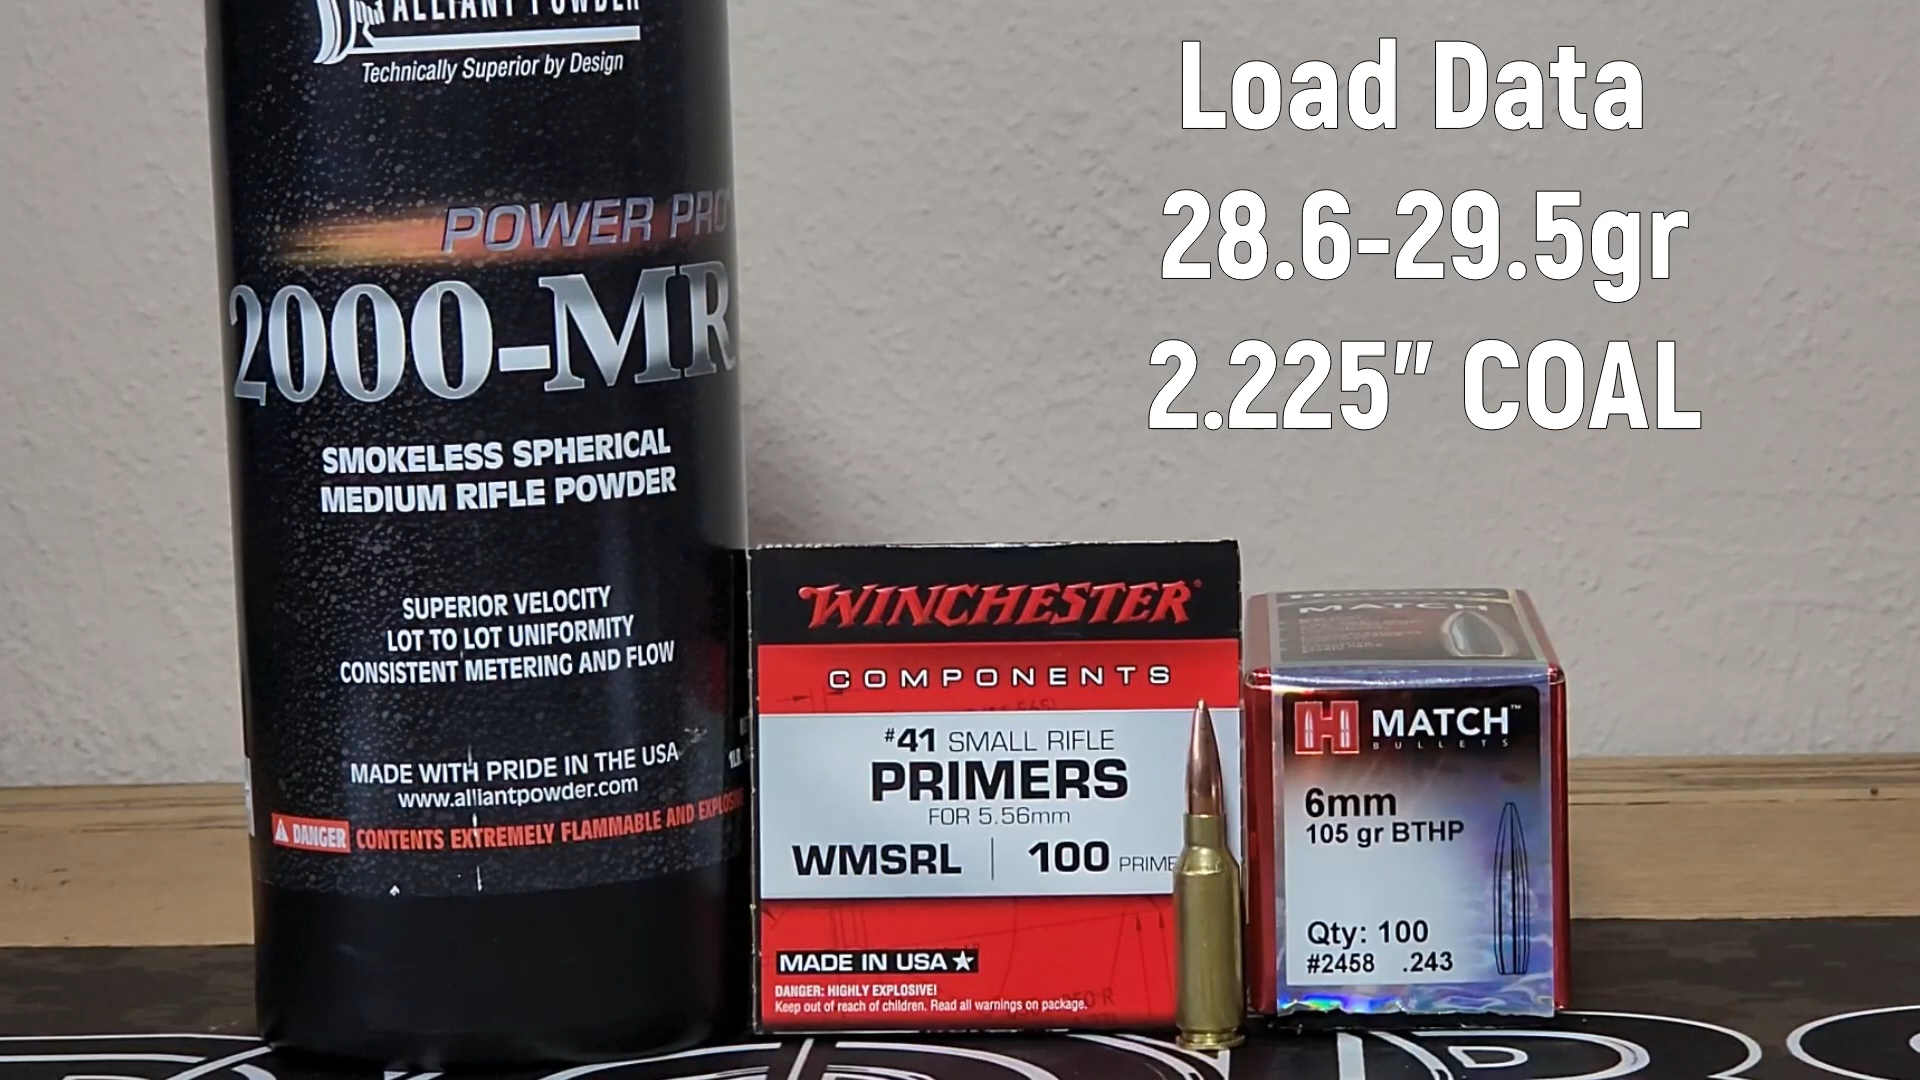 ALLIANT POWDER
Technically Superior by Design
POWER PRO
2000-MR
SMOKELESS SPHERICAL
MEDIUM RIFLE POWDER
SUPERIOR VELOCITY
LOT TO LOT UNIFORMITY
CONSISTENT METERING AND FLOW
MADE WITH PRIDE IN THE USA
www.alliantpowder.com
DANGER CONTENTS EXTREMELY FLAMMABLE AND EXPLOSIVE
Load Data
28.6-29.5gr
2.225" COAL
WINCHESTER
COMPONENTS
#41 SMALL RIFLE
PRIMERS
FOR 5.56mm
WMSRL | 100 PRIME
MADE IN USA
DANGER: HIGHLY EXPLOSIVE!
Keep out of reach of children. Read all warnings on package.
MATCH
H MATCH™
BULLETS
6mm
105 gr BTHP
Qty: 100
#2458 .243